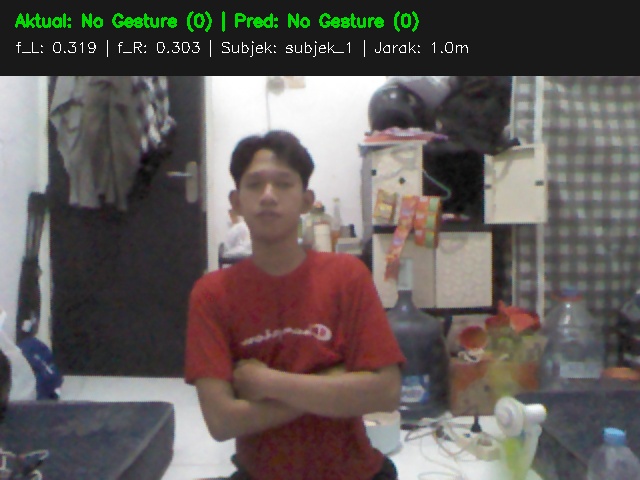 Aktual: No Gesture (0) | Pred: No Gesture (0)
f_L: 0.319 | f_R: 0.303 | Subjek: subjek_1 | Jarak: 1.0m
Champion